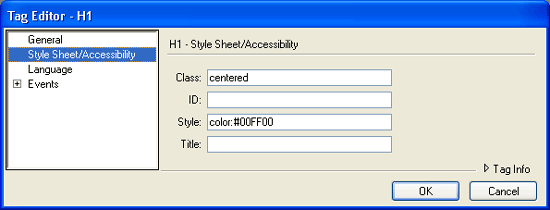 Tag Editor - H1
General
Style Sheet/Accessibility
Language
Events
H1 - Style Sheet/Accessibility
Class: centered
ID:
Style: color:#00FF00
Title:
Tag Info
OK Cancel